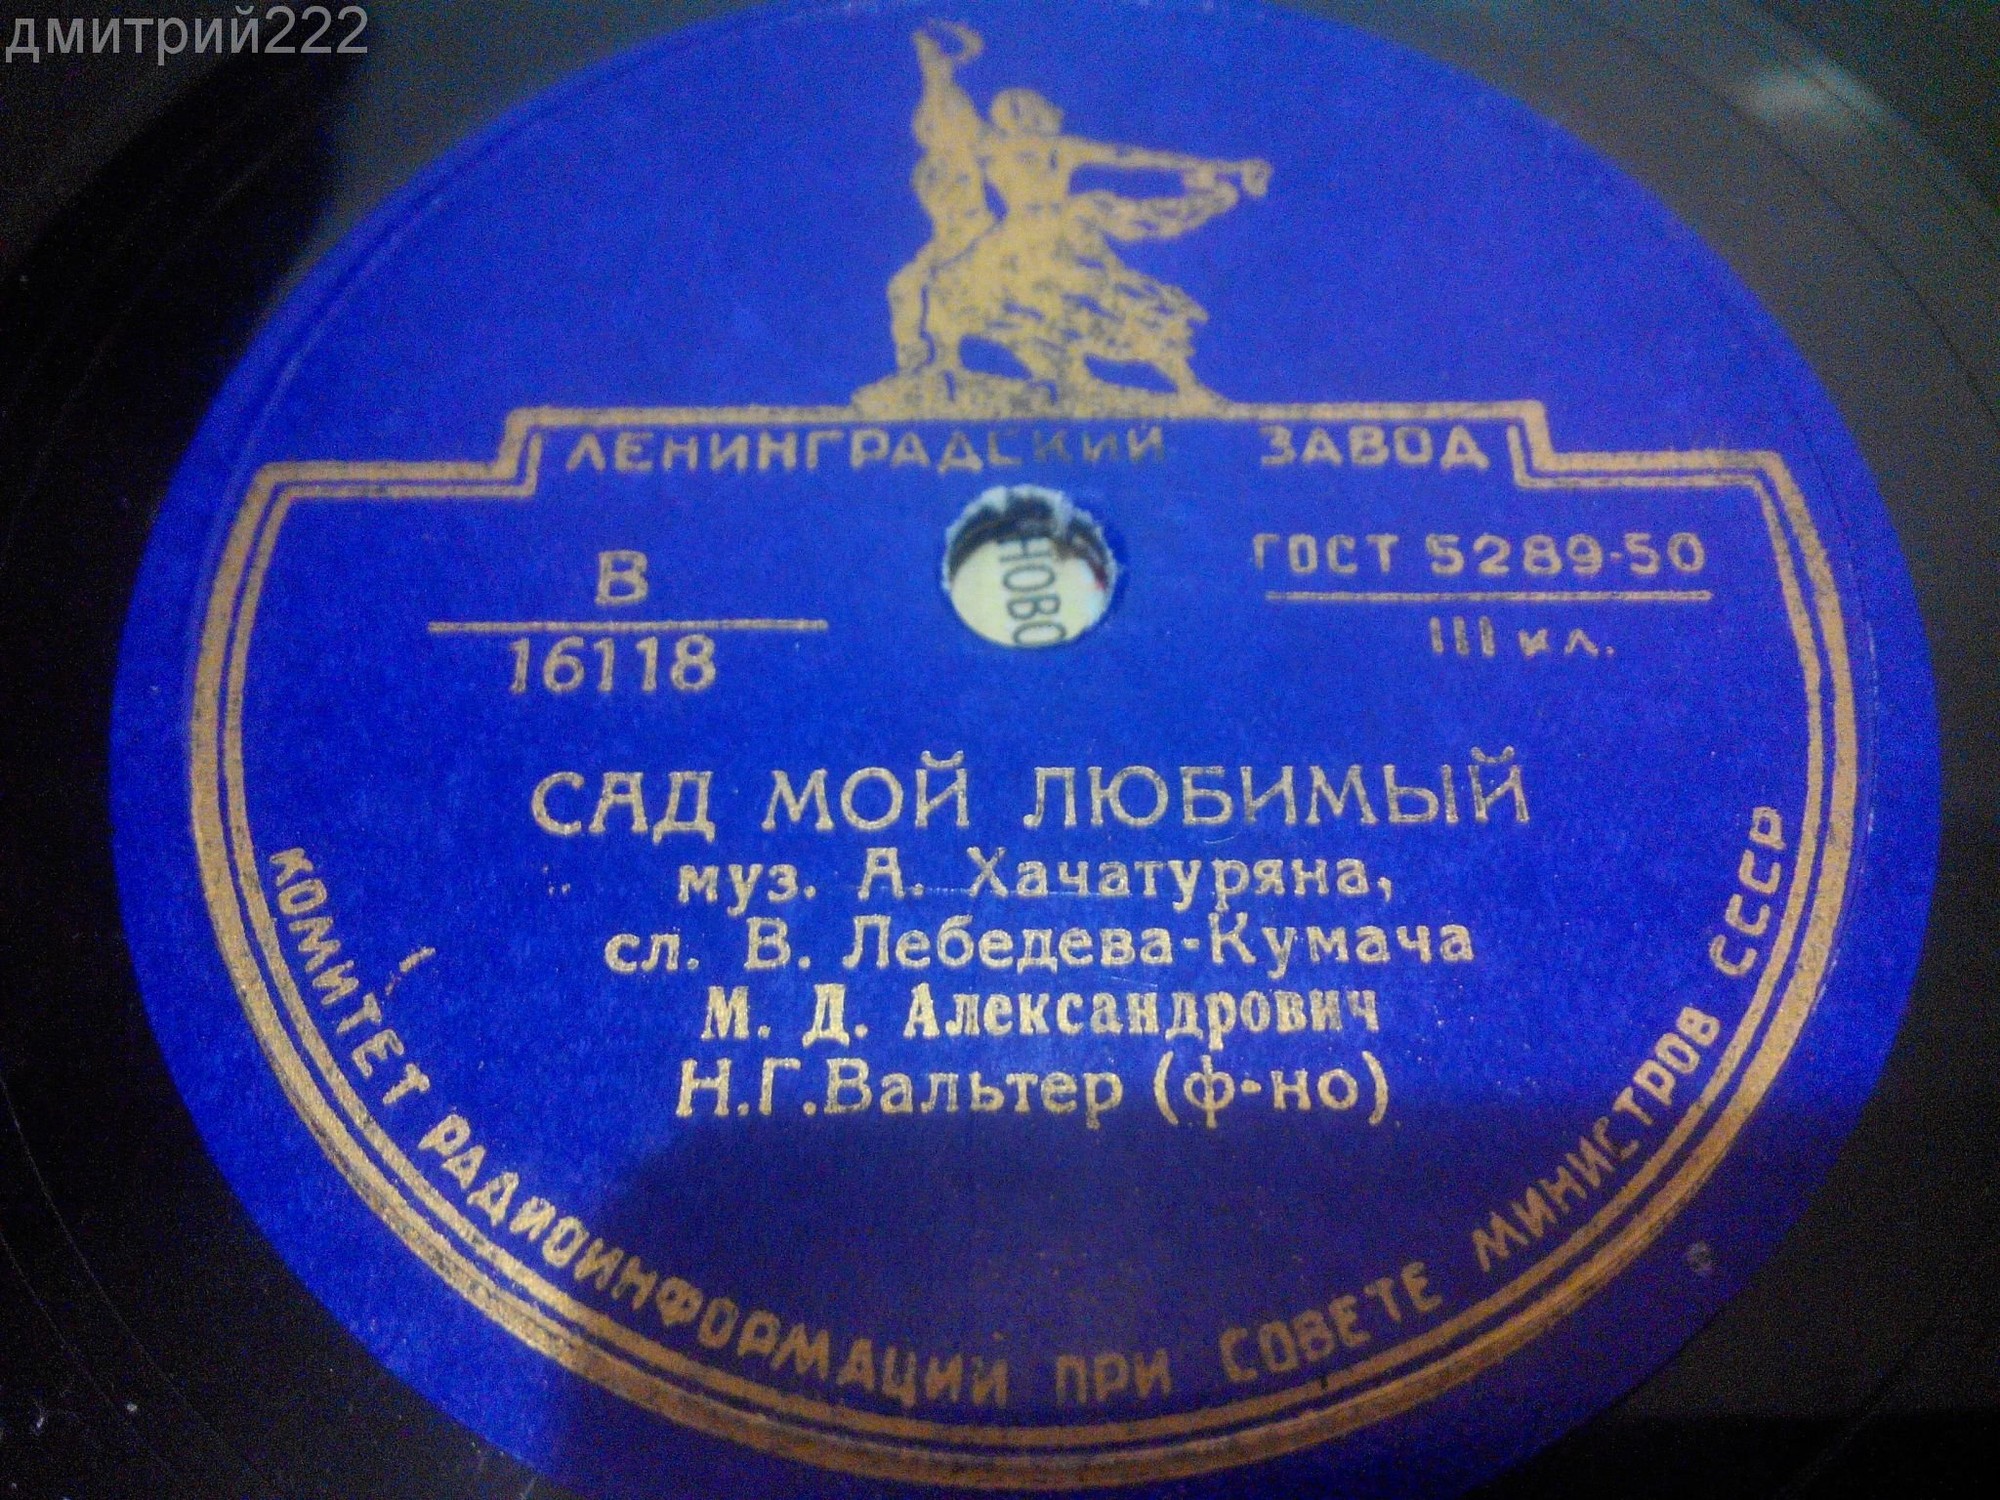 дмитрий222
ЛЕНИНГРАДСКИЙ ЗАВОД
В
16118
ГОСТ 5289-50
III кл.
НОВО
САД МОЙ ЛЮБИМЫЙ
муз. А. Хачатуряна,
сл. В. Лебедева-Кумача
М. Д. Александрович
Н.Г.Вальтер (ф-но)
КОМИТЕТ РАДИОИНФОРМАЦИИ ПРИ СОВЕТЕ МИНИСТРОВ СССР